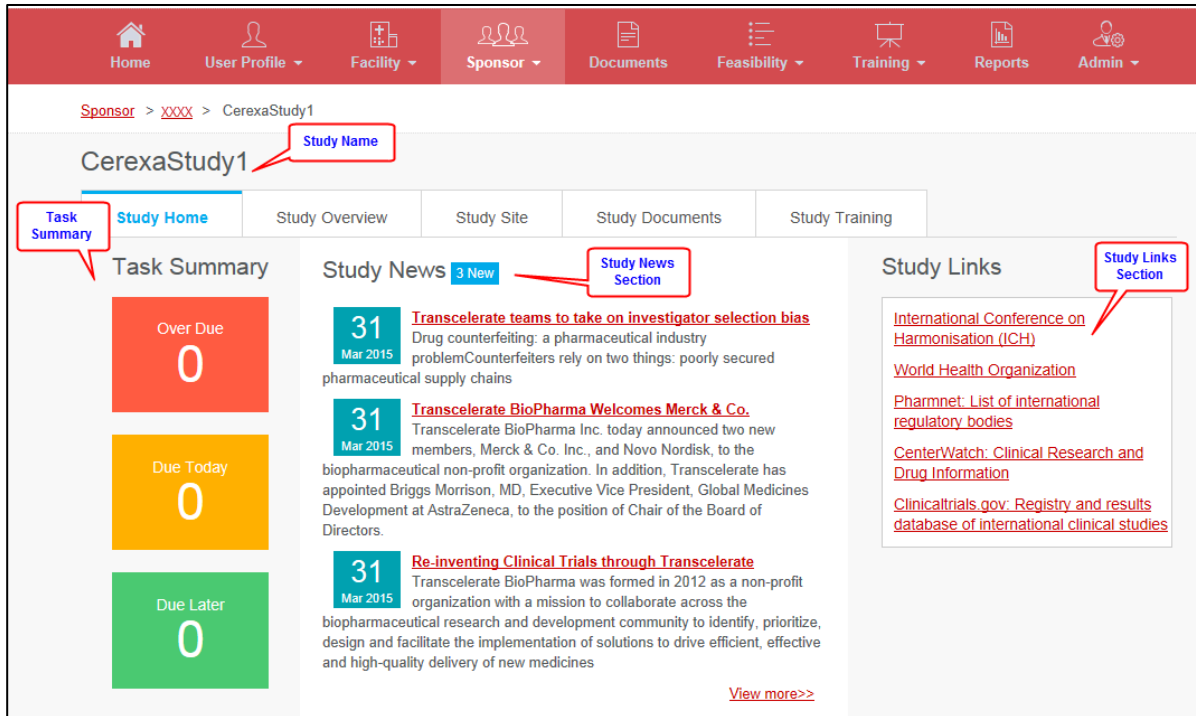 Home
User Profile
Facility
Sponsor
Documents
Feasibility
Training
Reports
Admin
Sponsor > XXXX > CerexaStudy1
Study Name
CerexaStudy1
Task
Summary
Study Home
Study Overview
Study Site
Study Documents
Study Training
Task Summary
Over Due
0
Due Today
0
Due Later
0
Study News 3 New
Study News
Section
31
Mar 2015
Transcelerate teams to take on investigator selection bias
Drug counterfeiting: a pharmaceutical industry
problemCounterfeiters rely on two things: poorly secured
pharmaceutical supply chains
31
Mar 2015
Transcelerate BioPharma Welcomes Merck & Co.
Transcelerate BioPharma Inc. today announced two new
members, Merck & Co. Inc., and Novo Nordisk, to the
biopharmaceutical non-profit organization. In addition, Transcelerate has
appointed Briggs Morrison, MD, Executive Vice President, Global Medicines
Development at AstraZeneca, to the position of Chair of the Board of
Directors.
31
Mar 2015
Re-inventing Clinical Trials through Transcelerate
Transcelerate BioPharma was formed in 2012 as a non-profit
organization with a mission to collaborate across the
biopharmaceutical research and development community to identify, prioritize,
design and facilitate the implementation of solutions to drive efficient, effective
and high-quality delivery of new medicines
View more>>
Study Links
Study Links
Section
International Conference on
Harmonisation (ICH)
World Health Organization
Pharmnet: List of international
regulatory bodies
CenterWatch: Clinical Research and
Drug Information
Clinicaltrials.gov: Registry and results
database of international clinical studies